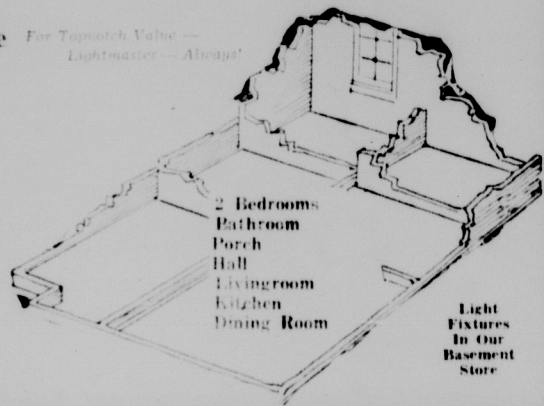 For Topnotch Value —
Lightmaster — Always!
2 Bedrooms
Bathroom
Porch
Hall
Livingroom
Kitchen
Dining Room
Light
Fixtures
In Our
Basement
Store